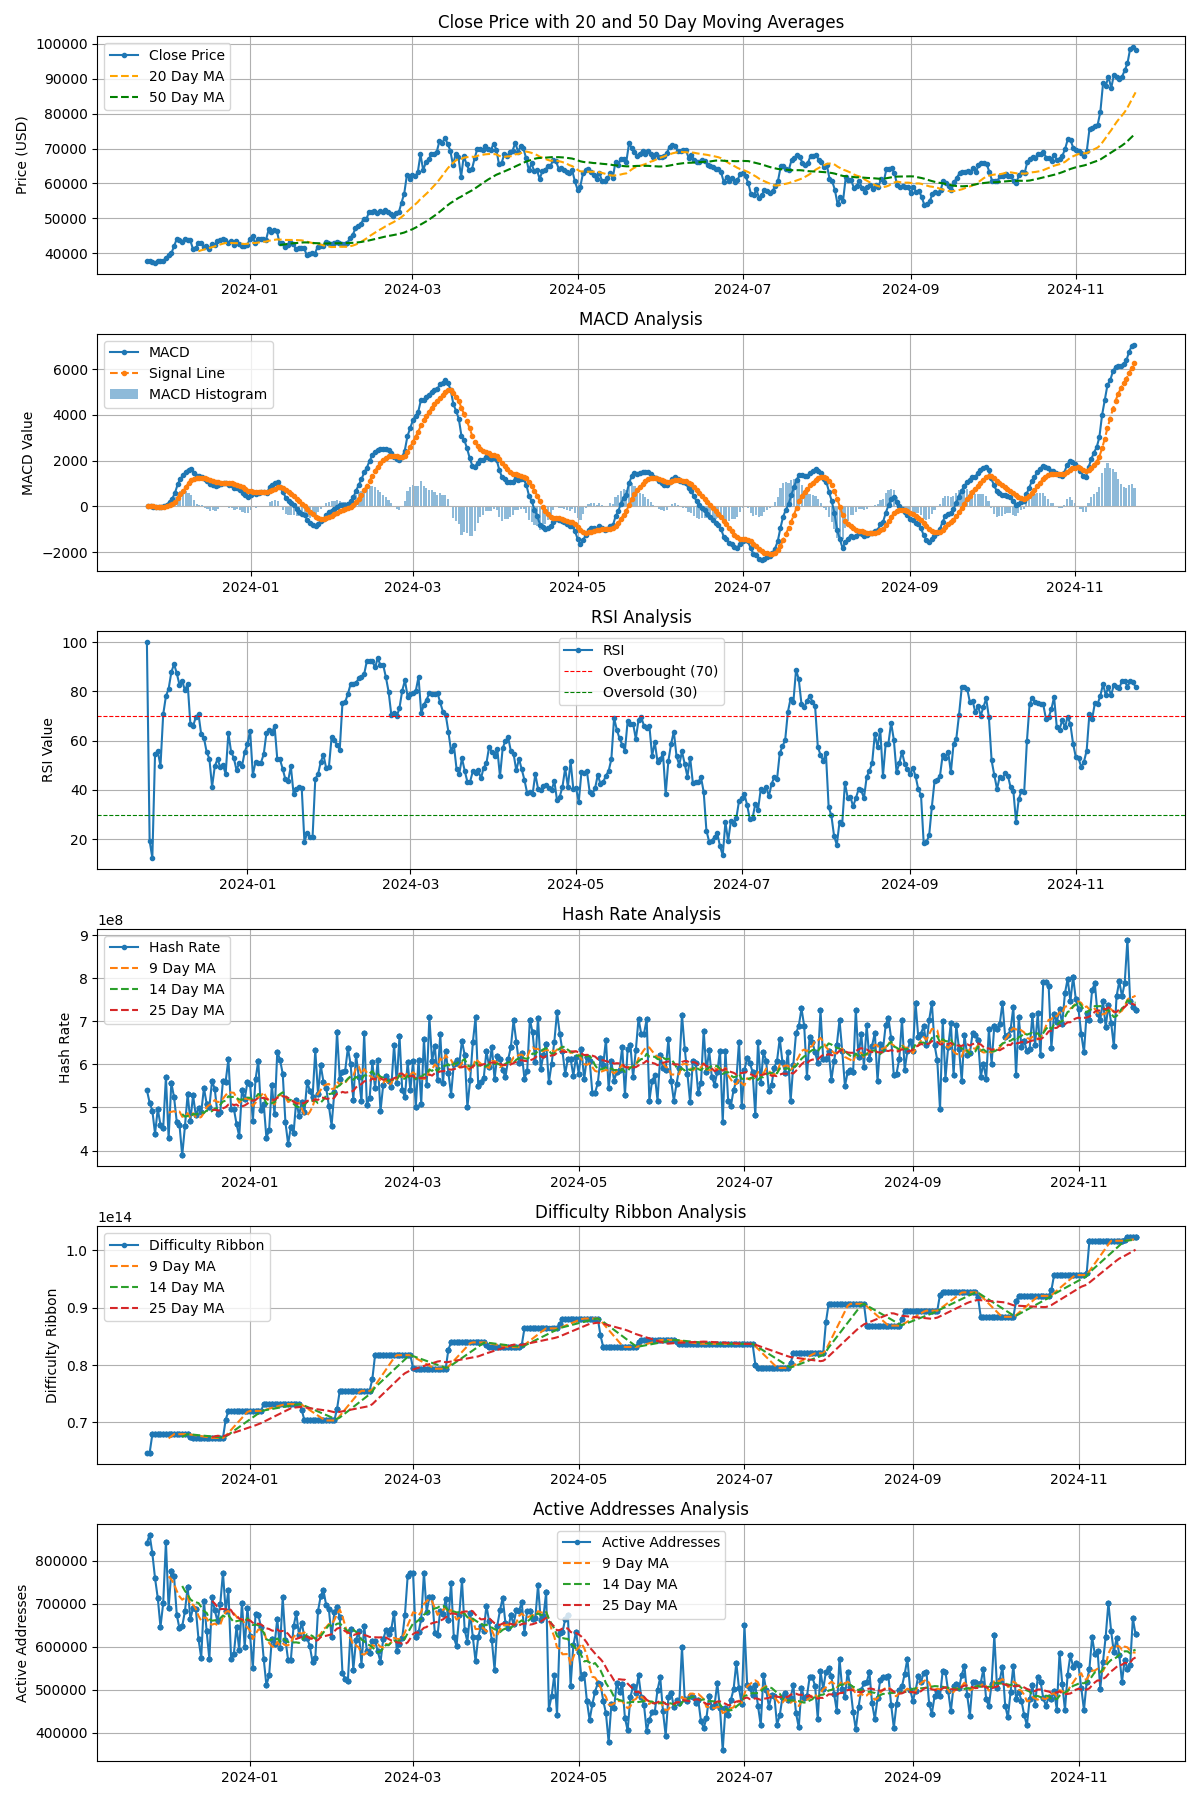 Close Price with 20 and 50 Day Moving Averages
Price (USD)
100000
90000
80000
70000
60000
50000
40000
Close Price
20 Day MA
50 Day MA
2024-01 2024-03 2024-05 2024-07 2024-09 2024-11
MACD Analysis
MACD Value
6000
4000
2000
0
−2000
MACD
Signal Line
MACD Histogram
2024-01 2024-03 2024-05 2024-07 2024-09 2024-11
RSI Analysis
RSI Value
100
80
60
40
20
RSI
Overbought (70)
Oversold (30)
2024-01 2024-03 2024-05 2024-07 2024-09 2024-11
Hash Rate Analysis
1e8
Hash Rate
9
8
7
6
5
4
Hash Rate
9 Day MA
14 Day MA
25 Day MA
2024-01 2024-03 2024-05 2024-07 2024-09 2024-11
Difficulty Ribbon Analysis
1e14
Difficulty Ribbon
1.0
0.9
0.8
0.7
Difficulty Ribbon
9 Day MA
14 Day MA
25 Day MA
2024-01 2024-03 2024-05 2024-07 2024-09 2024-11
Active Addresses Analysis
Active Addresses
800000
700000
600000
500000
400000
Active Addresses
9 Day MA
14 Day MA
25 Day MA
2024-01 2024-03 2024-05 2024-07 2024-09 2024-11